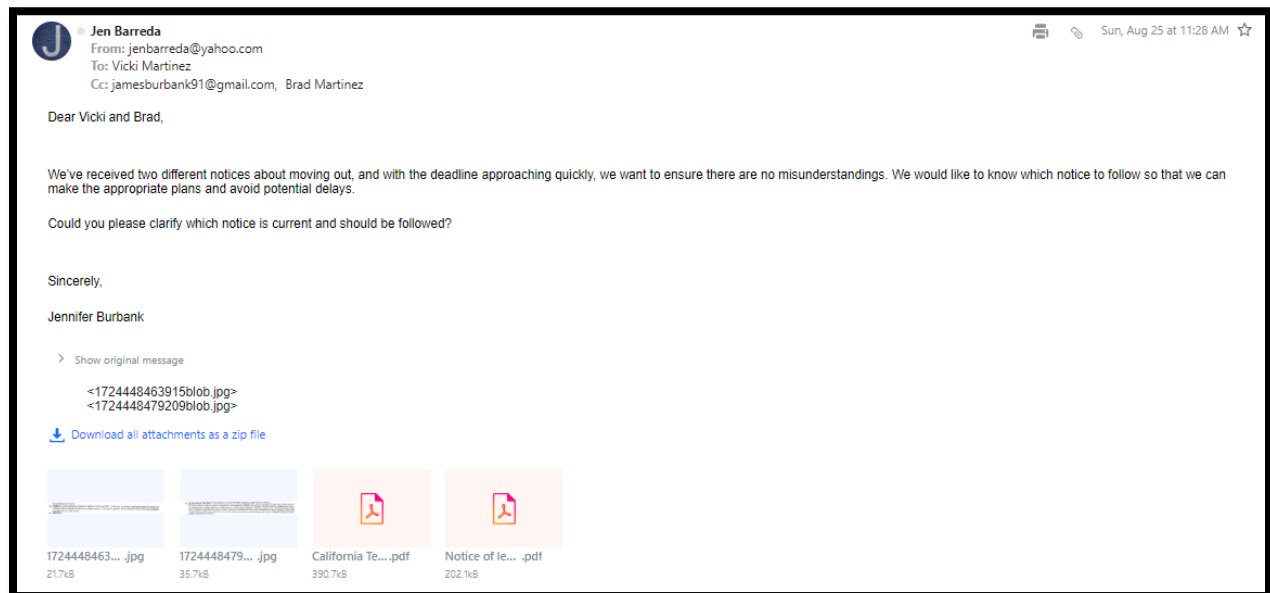 J
Jen Barreda
Sun, Aug 25 at 11:28 AM
From: jenbarreda@yahoo.com
To: Vicki Martinez
Cc: jamesburbank91@gmail.com, Brad Martinez
Dear Vicki and Brad,
We've received two different notices about moving out, and with the deadline approaching quickly, we want to ensure there are no misunderstandings. We would like to know which notice to follow so that we can
make the appropriate plans and avoid potential delays.
Could you please clarify which notice is current and should be followed?
Sincerely,
Jennifer Burbank
Show original message
<1724448463915blob.jpg>
<1724448479209blob.jpg>
Download all attachments as a zip file
1724448463... .jpg
1724448479... .jpg
California Te....pdf
Notice of le... .pdf
21.7kB
35.7kB
390.7kB
202.1kB